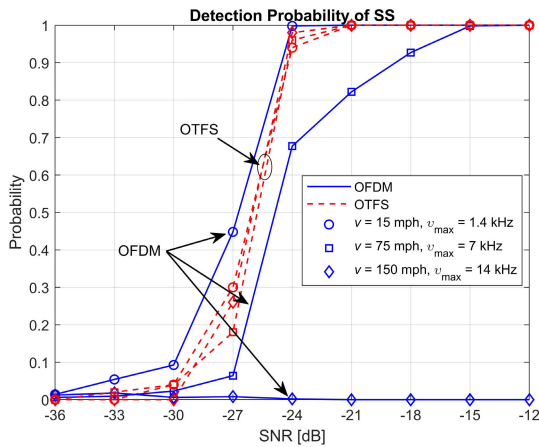 Detection Probability of SS
1
0.9
0.8
0.7
0.6
0.5
0.4
0.3
0.2
0.1
0
Probability
OTFS
OFDM
OFDM
OTFS
v = 15 mph, υmax = 1.4 kHz
v = 75 mph, υmax = 7 kHz
v = 150 mph, υmax = 14 kHz
-36 -33 -30 -27 -24 -21 -18 -15 -12
SNR [dB]